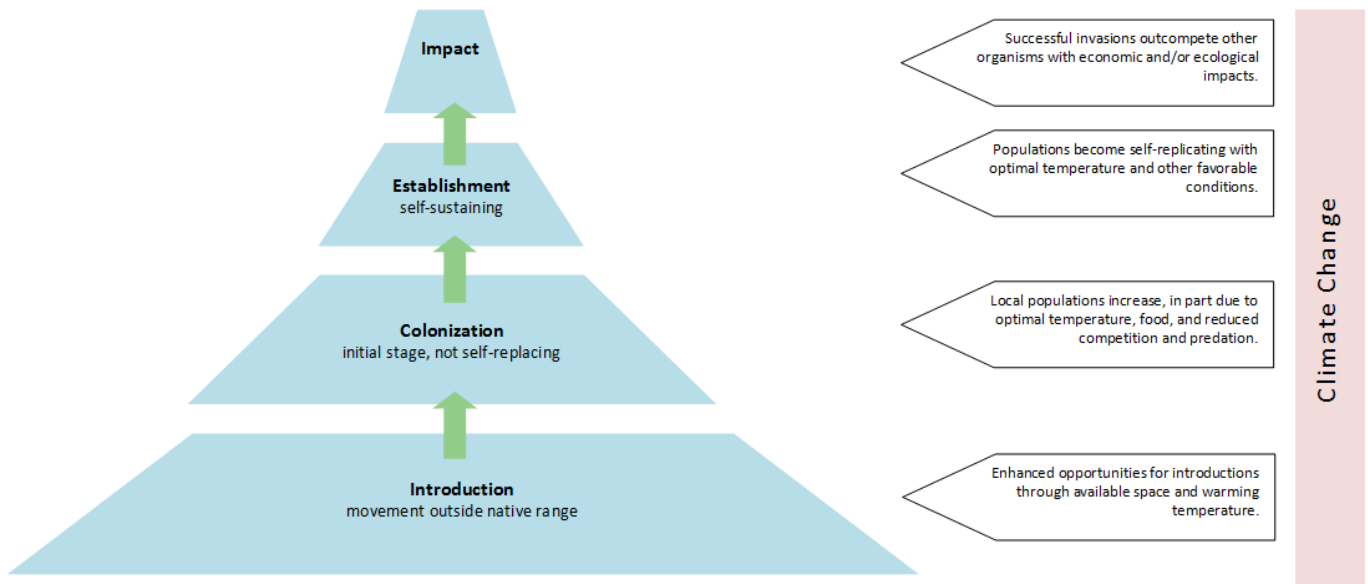 Impact
Successful invasions outcompete other
organisms with economic and/or ecological
impacts.
Establishment
self-sustaining
Populations become self-replicating with
optimal temperature and other favorable
conditions.
Colonization
initial stage, not self-replacing
Local populations increase, in part due to
optimal temperature, food, and reduced
competition and predation.
Introduction
movement outside native range
Enhanced opportunities for introductions
through available space and warming
temperature.
Climate Change